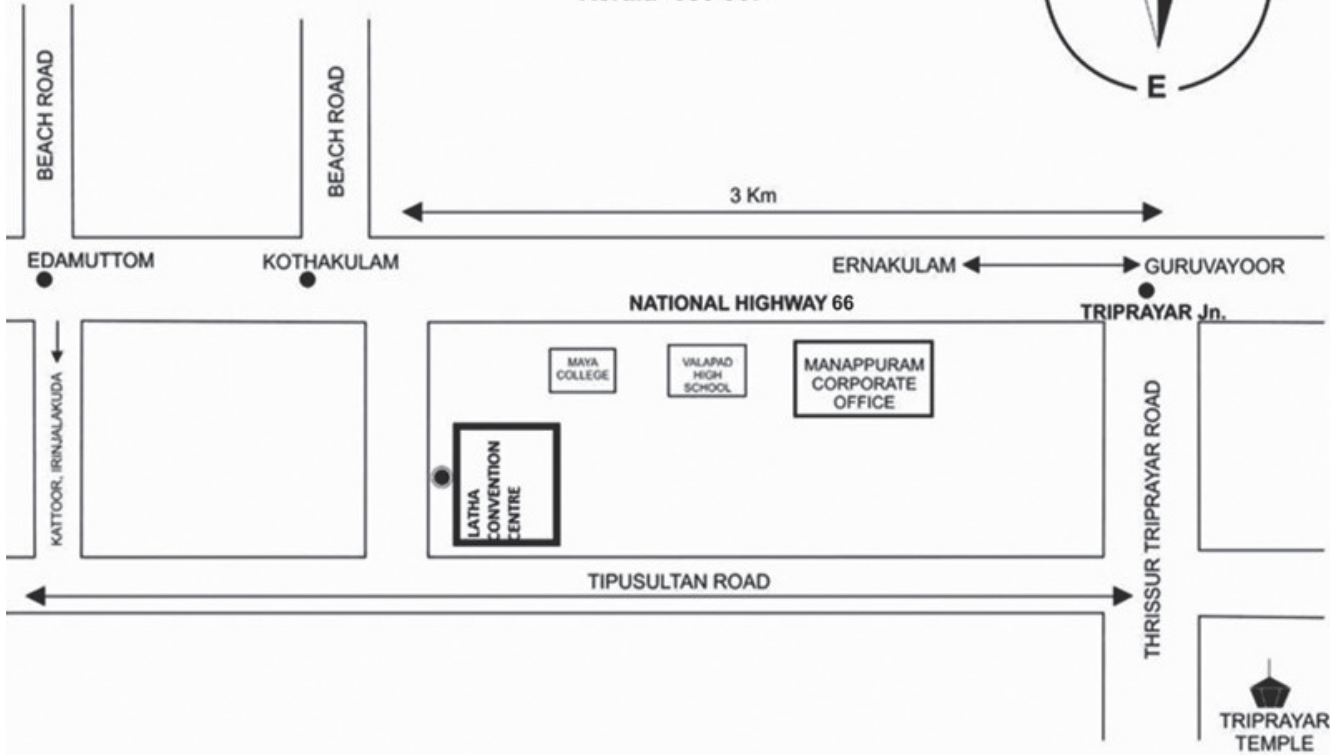 E
BEACH ROAD
BEACH ROAD
3 Km
EDAMUTTOM
KOTHAKULAM
ERNAKULAM
GURUVAYOOR
NATIONAL HIGHWAY 66
TRIPRAYAR Jn.
MAYA
COLLEGE
VALAPAD
HIGH
SCHOOL
MANAPPURAM
CORPORATE
OFFICE
KATTOOR, IRINJALAKUDA
LATHA
CONVENTION
CENTRE
THRISSUR TRIPRAYAR ROAD
TIPUSULTAN ROAD
TRIPRAYAR
TEMPLE